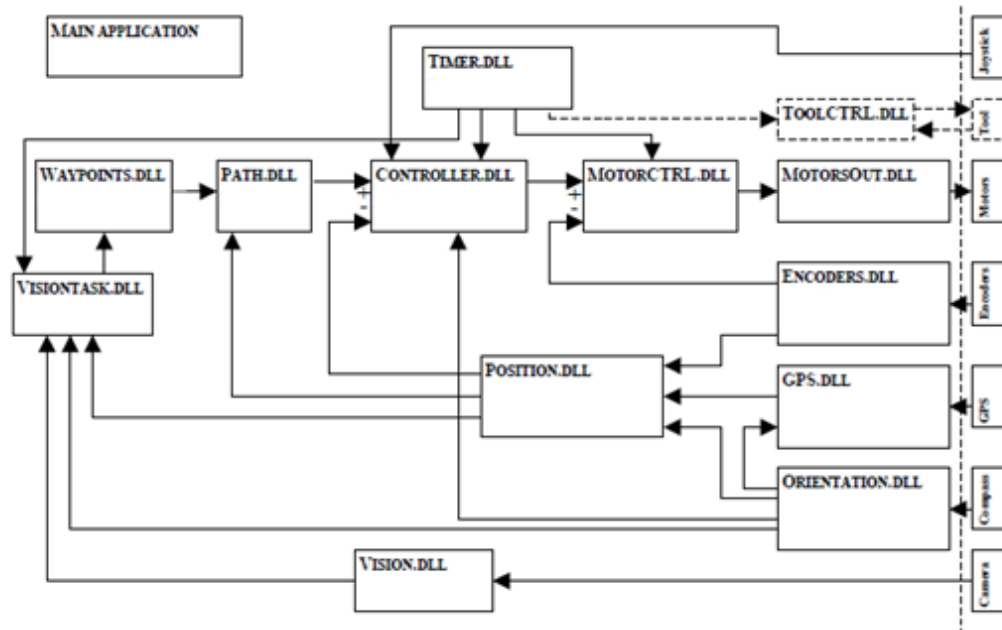 MAIN APPLICATION
TIMER.DLL
Joystick
TOOLCTRL.DLL
Tool
WAYPOINTS.DLL
PATH.DLL
CONTROLLER.DLL
MOTORCTRL.DLL
MOTORSOUT.DLL
Motors
- +
- +
VISIONTASK.DLL
ENCODERS.DLL
Encoders
POSITION.DLL
GPS.DLL
GPS
ORIENTATION.DLL
Compass
VISION.DLL
Camera